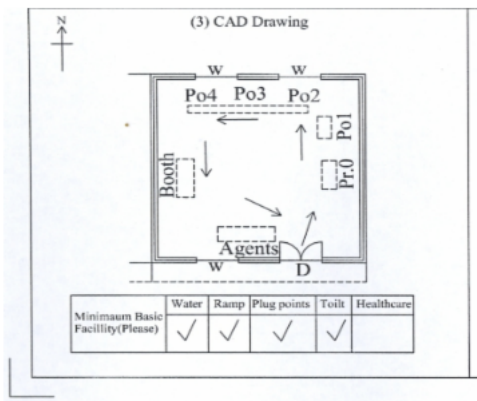 N
(3) CAD Drawing
W W
Po4 Po3 Po2
Po1
Pr.0
Booth
Agents
W D
Water Ramp Plug points Toilt Healthcare
Minimaum Basic
Facillity(Please) ✓ ✓ ✓ ✓